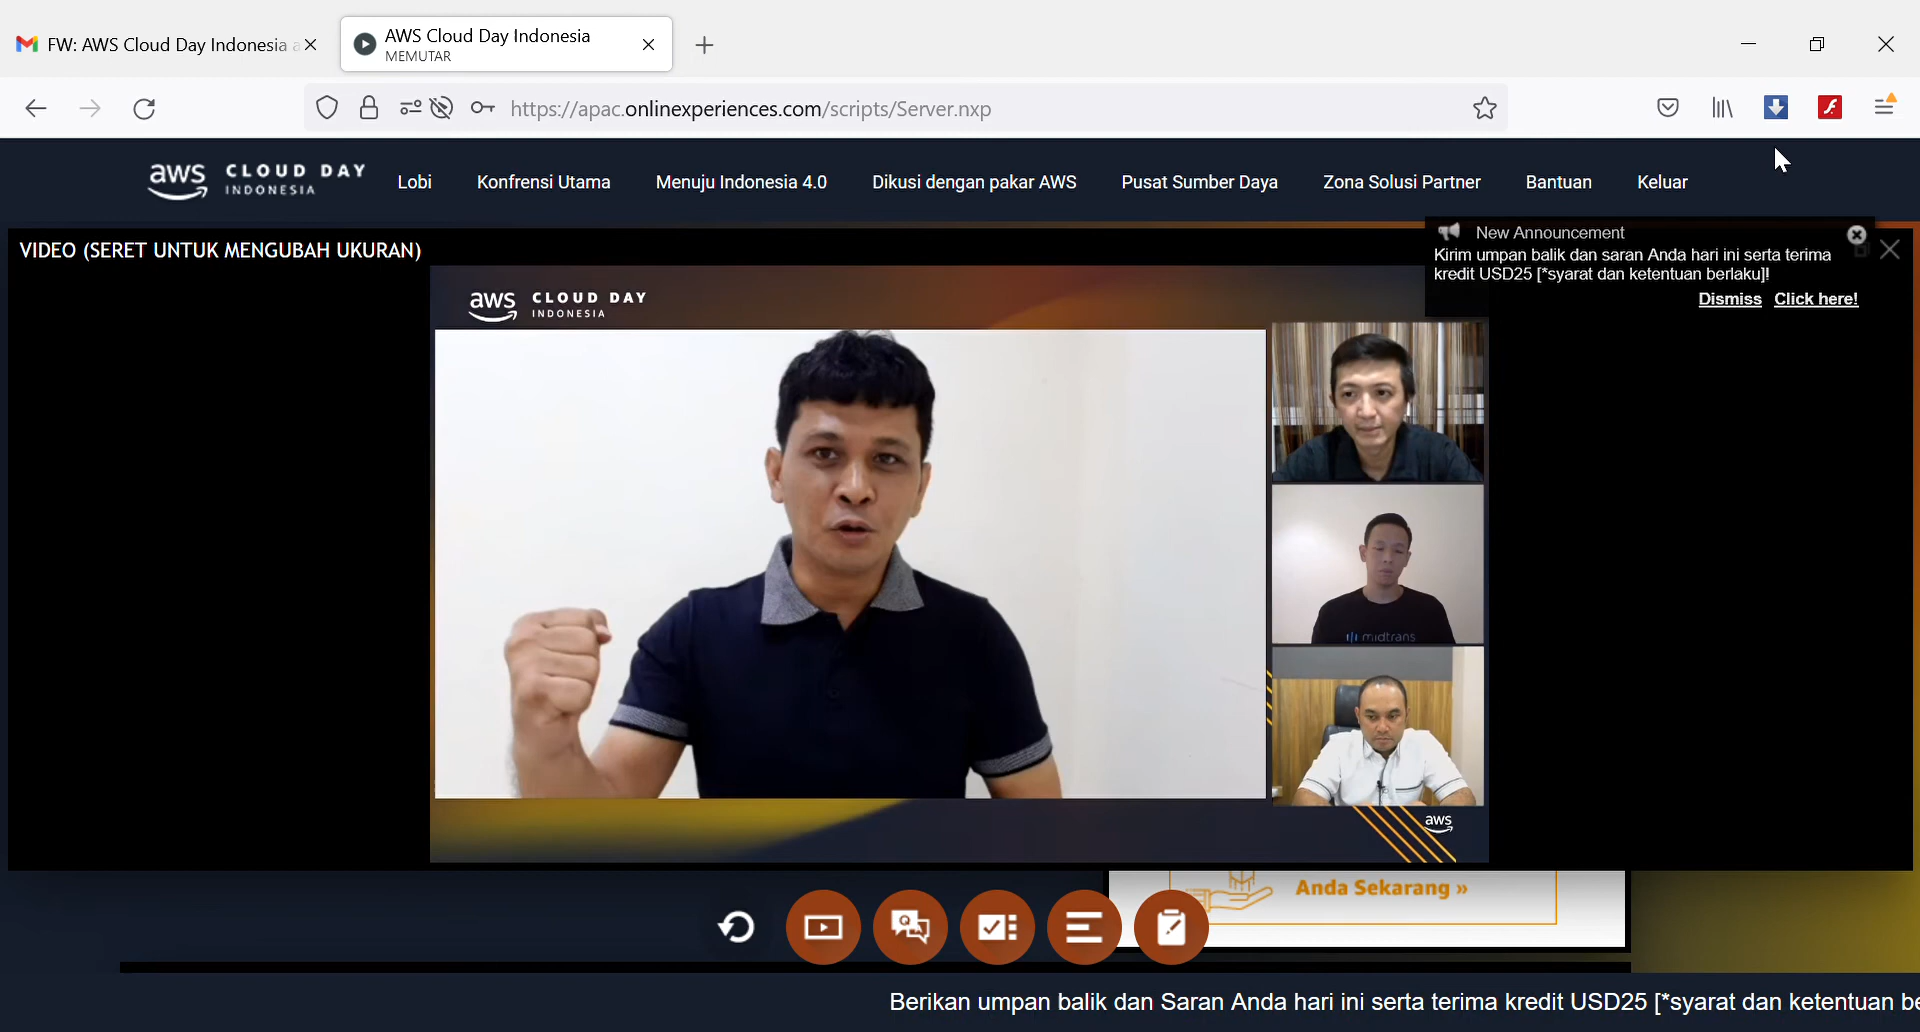 FW: AWS Cloud Day Indonesia a
AWS Cloud Day Indonesia
MEMUTAR
https://apac.onlinexperiences.com/scripts/Server.nxp
aws CLOUD DAY INDONESIA
Lobi Konfrensi Utama Menuju Indonesia 4.0 Dikusi dengan pakar AWS Pusat Sumber Daya Zona Solusi Partner Bantuan Keluar
VIDEO (SERET UNTUK MENGUBAH UKURAN)
New Announcement
Kirim umpan balik dan saran Anda hari ini serta terima
kredit USD25 [*syarat dan ketentuan berlaku]!
Dismiss Click here!
aws CLOUD DAY
INDONESIA
midtrans
aws
Anda Sekarang »
Q A
Berikan umpan balik dan Saran Anda hari ini serta terima kredit USD25 [*syarat dan ketentuan be